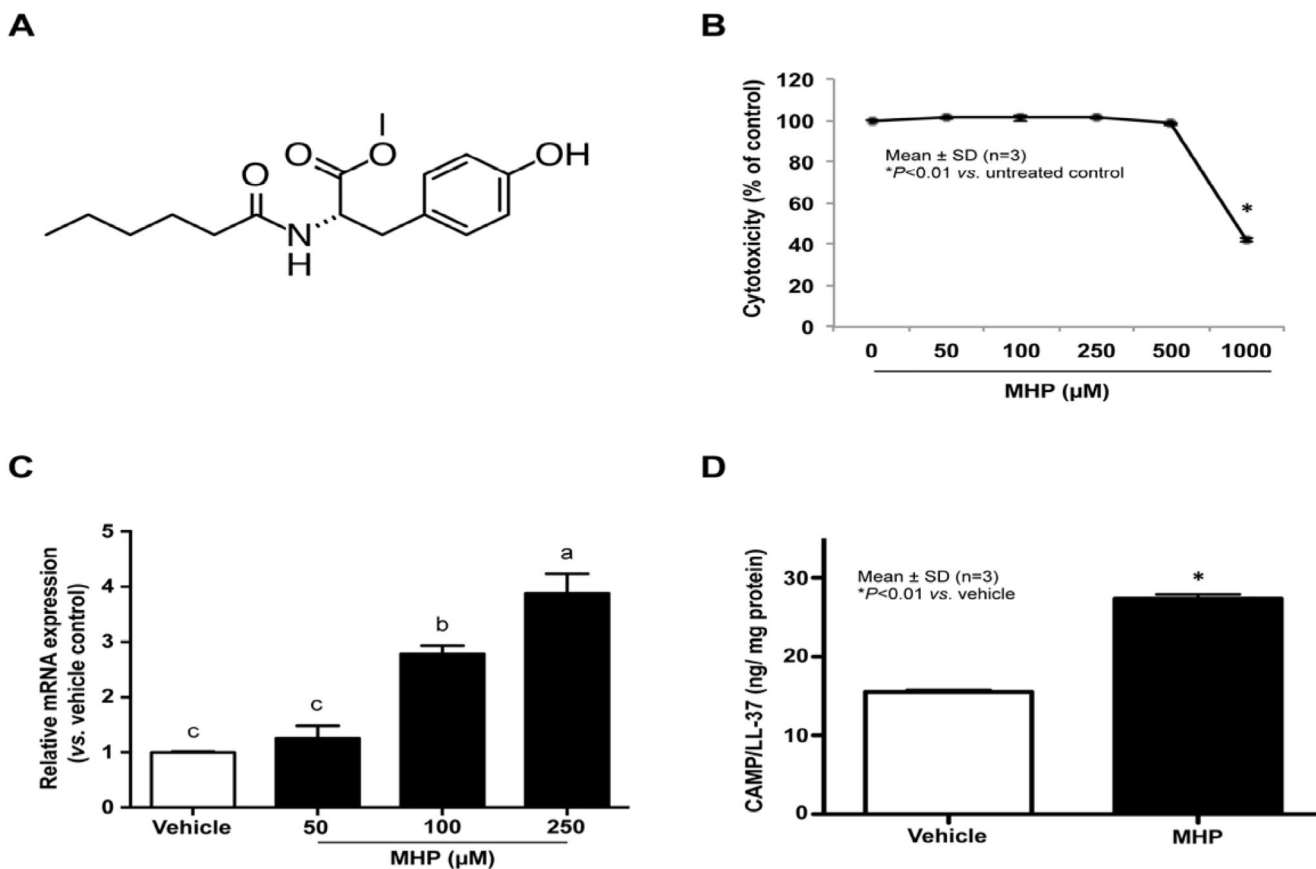 A
O
O
O
OH
N
H
B
Cytotoxicity (% of control)
120
100
80
60
40
20
0
Mean ± SD (n=3)
*P<0.01 vs. untreated control
*
0 50 100 250 500 1000
MHP (µM)
C
Relative mRNA expression
(vs. vehicle control)
5
4
3
2
1
0
c
c
b
a
Vehicle 50 100 250
MHP (µM)
D
CAMP/LL-37 (ng/ mg protein)
30
20
10
0
Mean ± SD (n=3)
*P<0.01 vs. vehicle
*
Vehicle MHP